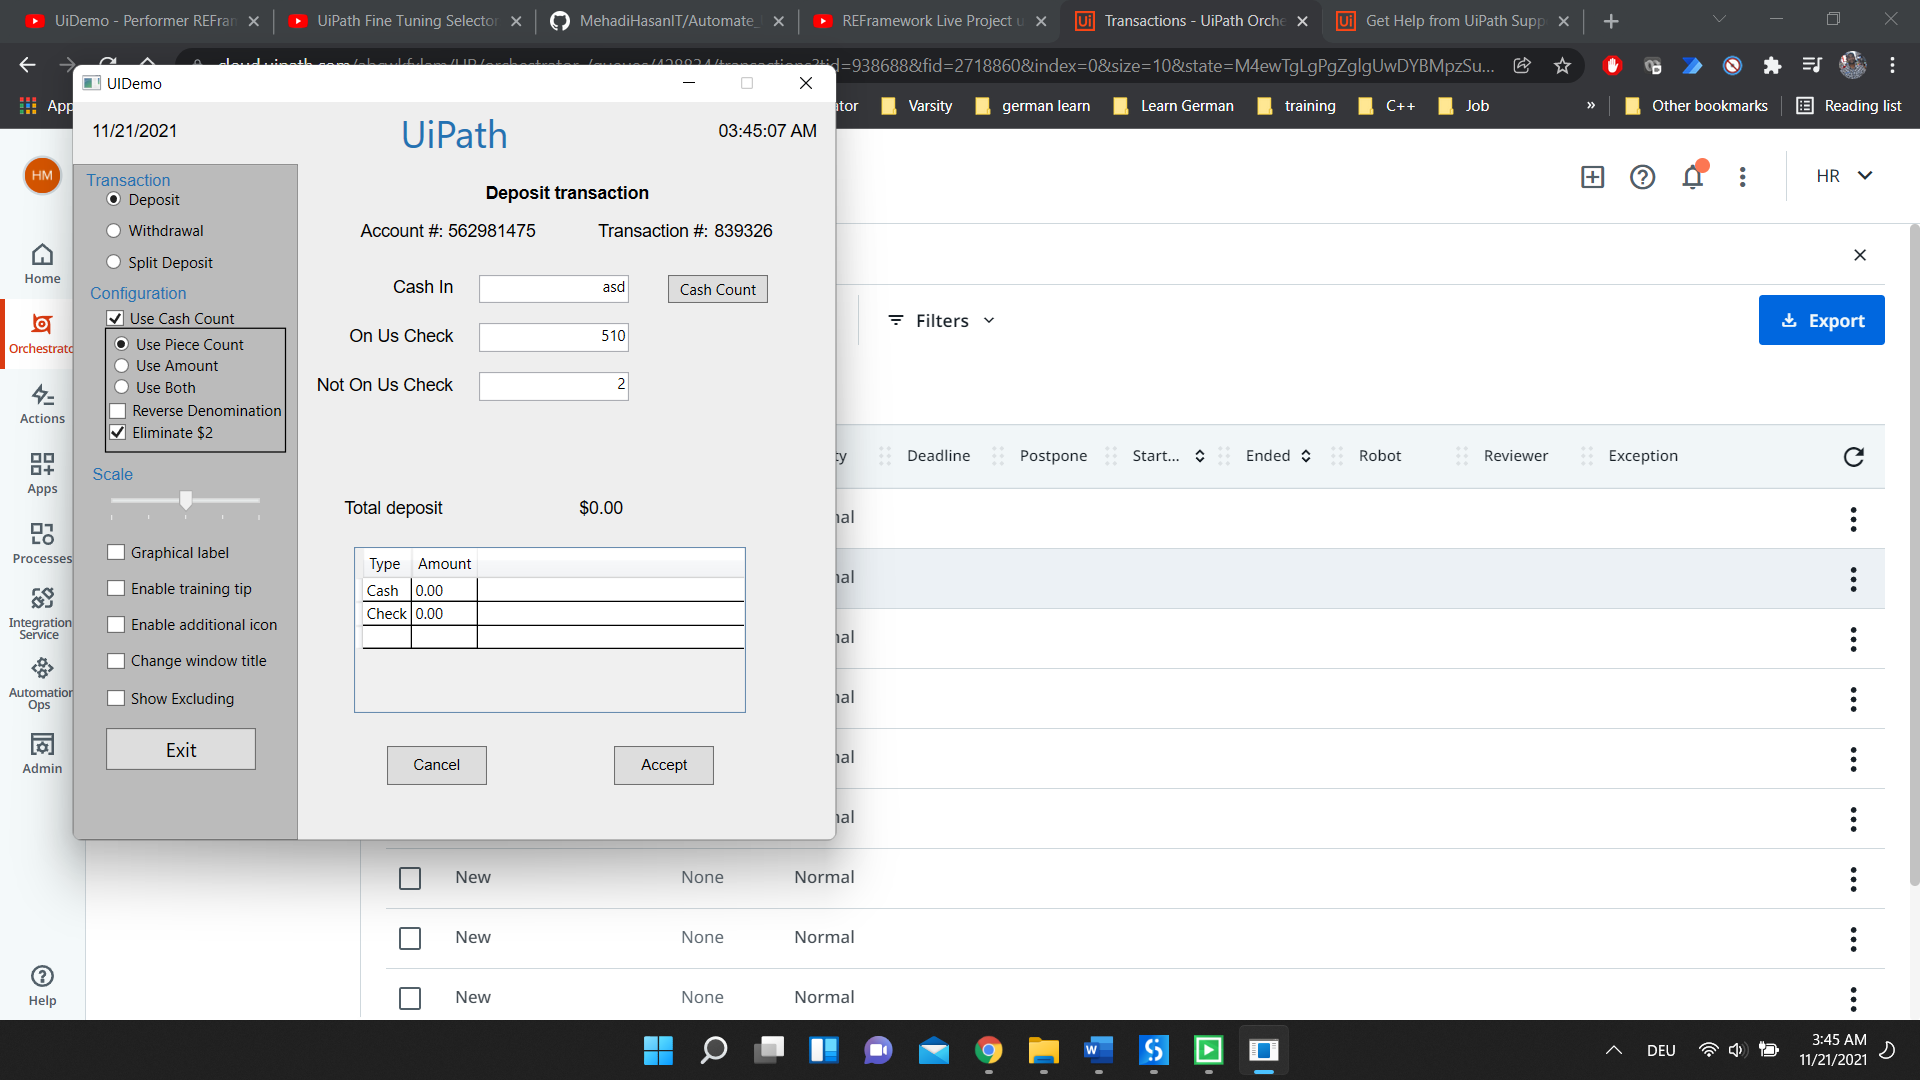 UiDemo - Performer REFran
UiPath Fine Tuning Selector
MehadiHasanIT/Automate_
REFramework Live Project u
Transactions - UiPath Orche
Get Help from UiPath Supp
=938688&fid=2718860&index=0&size=10&state=M4ewTgLgPgZglgUwDYBMpzSu...
App
tor
Varsity
german learn
Learn German
training
C++
Job
»
Other bookmarks
Reading list
UIDemo
11/21/2021
UiPath
03:45:07 AM
HM
HR
Home
Orchestrato
Actions
Apps
Processes
Integration
Service
Automation
Ops
Admin
Help
Transaction
Deposit
Withdrawal
Split Deposit
Configuration
Use Cash Count
Use Piece Count
Use Amount
Use Both
Reverse Denomination
Eliminate $2
Scale
Graphical label
Enable training tip
Enable additional icon
Change window title
Show Excluding
Exit
Deposit transaction
Account #: 562981475
Transaction #: 839326
Cash In
asd
Cash Count
On Us Check
510
Not On Us Check
2
Total deposit
$0.00
Type Amount
Cash 0.00
Check 0.00
Cancel
Accept
Filters
Export
ty
Deadline
Postpone
Start...
Ended
Robot
Reviewer
Exception
al
al
al
al
al
al
New None Normal
New None Normal
New None Normal
DEU
3:45 AM
11/21/2021